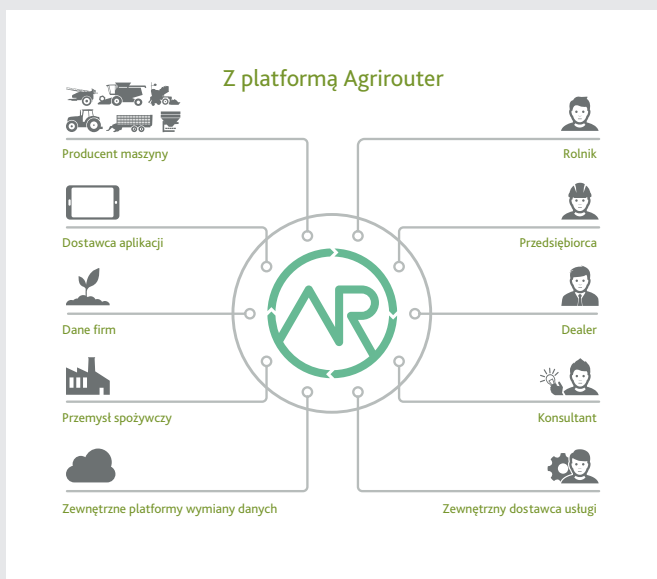 Z platformą Agrirouter
Producent maszyny
Rolnik
Dostawca aplikacji
Przedsiębiorca
AR
Dane firm
Dealer
Przemysł spożywczy
Konsultant
Zewnętrzne platformy wymiany danych
Zewnętrzny dostawca usługi